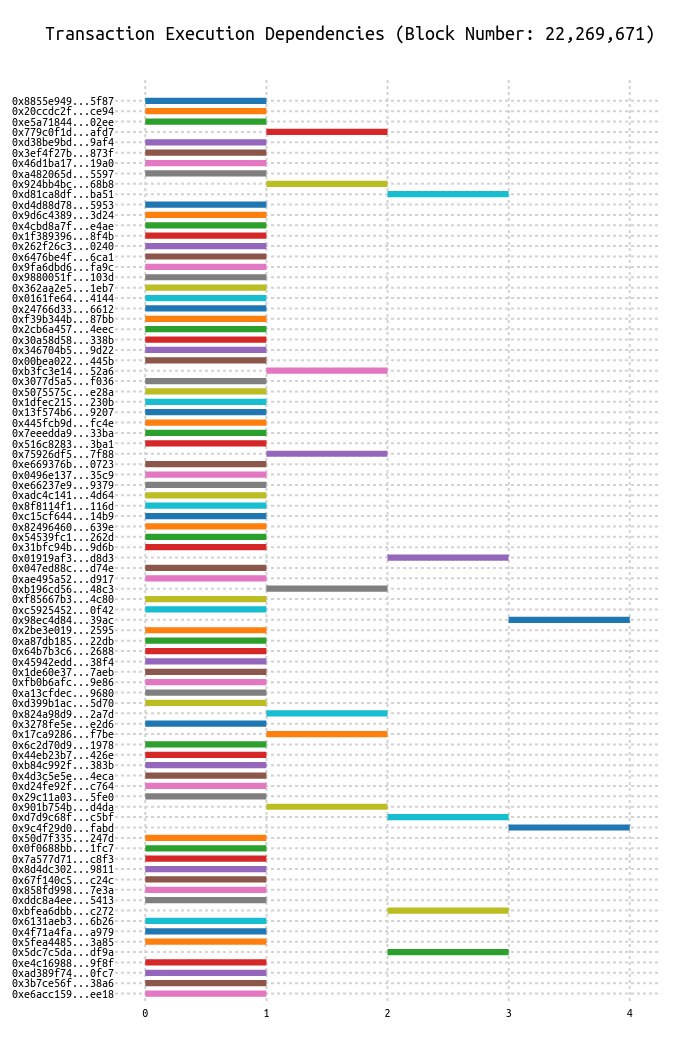 Transaction Execution Dependencies (Block Number: 22,269,671)
0x8855e949...5f87
0x20ccdc2f...ce94
0xe5a71844...02ee
0x779c0f1d...afd7
0xd38be9bd...9af4
0x3ef4f27b...873f
0x46d1ba17...19a0
0xa482065d...5597
0x924bb4bc...68b8
0xd81ca8df...ba51
0xd4d88d78...5953
0x9d6c4389...3d24
0x4cbd8a7f...e4ae
0x1f389396...8f4b
0x262f26c3...0240
0x6476be4f...6ca1
0x9fa6dbd6...fa9c
0x9880051f...103d
0x362aa2e5...1eb7
0x0161fe64...4144
0x24766d33...6612
0xf39b344b...87bb
0x2cb6a457...4eec
0x30a58d58...338b
0x346704b5...9d22
0x00bea022...445b
0xb3fc3e14...52a6
0x3077d5a5...f036
0x5075575c...e28a
0x1dfec215...230b
0x13f574b6...9207
0x445fcb9d...fc4e
0x7eeedda9...33ba
0x516c8283...3ba1
0x75926df5...7f88
0xe669376b...0723
0x0496e137...35c9
0xe66237e9...9379
0xadc4c141...4d64
0x8f8114f1...116d
0xc15cf644...14b9
0x82496460...639e
0x54539fc1...262d
0x31bfc94b...9d6b
0x01919af3...d8d3
0x047ed88c...d74e
0xae495a52...d917
0xb196cd56...48c3
0xf85667b3...4c80
0xc5925452...0f42
0x98ec4d84...39ac
0x2be3e019...2595
0xa87db185...22db
0x64b7b3c6...2688
0x45942edd...38f4
0x1de60e37...7aeb
0xfb0b6afc...9e86
0xa13cfdec...9680
0xd399b1ac...5d70
0x824a98d9...2a7d
0x3278fe5e...e2d6
0x17ca9286...f7be
0x6c2d70d9...1978
0x44eb23b7...426e
0xb84c992f...383b
0x4d3c5e5e...4eca
0xd24fe92f...c764
0x29c11a03...5fe0
0x901b754b...d4da
0xd7d9c68f...c5bf
0x9c4f29d0...fabd
0x50d7f335...247d
0x0f0688bb...1fc7
0x7a577d71...c8f3
0x8d4dc302...9811
0x67f140c5...c24c
0x858fd998...7e3a
0xddc8a4ee...5413
0xbfea6dbb...c272
0x6131aeb3...6b26
0x4f71a4fa...a979
0x5fea4485...3a85
0x5dc7c5da...df9a
0xe4c16988...9f8f
0xad389f74...0fc7
0x3b7ce56f...38a6
0xe6acc159...ee18
0 1 2 3 4